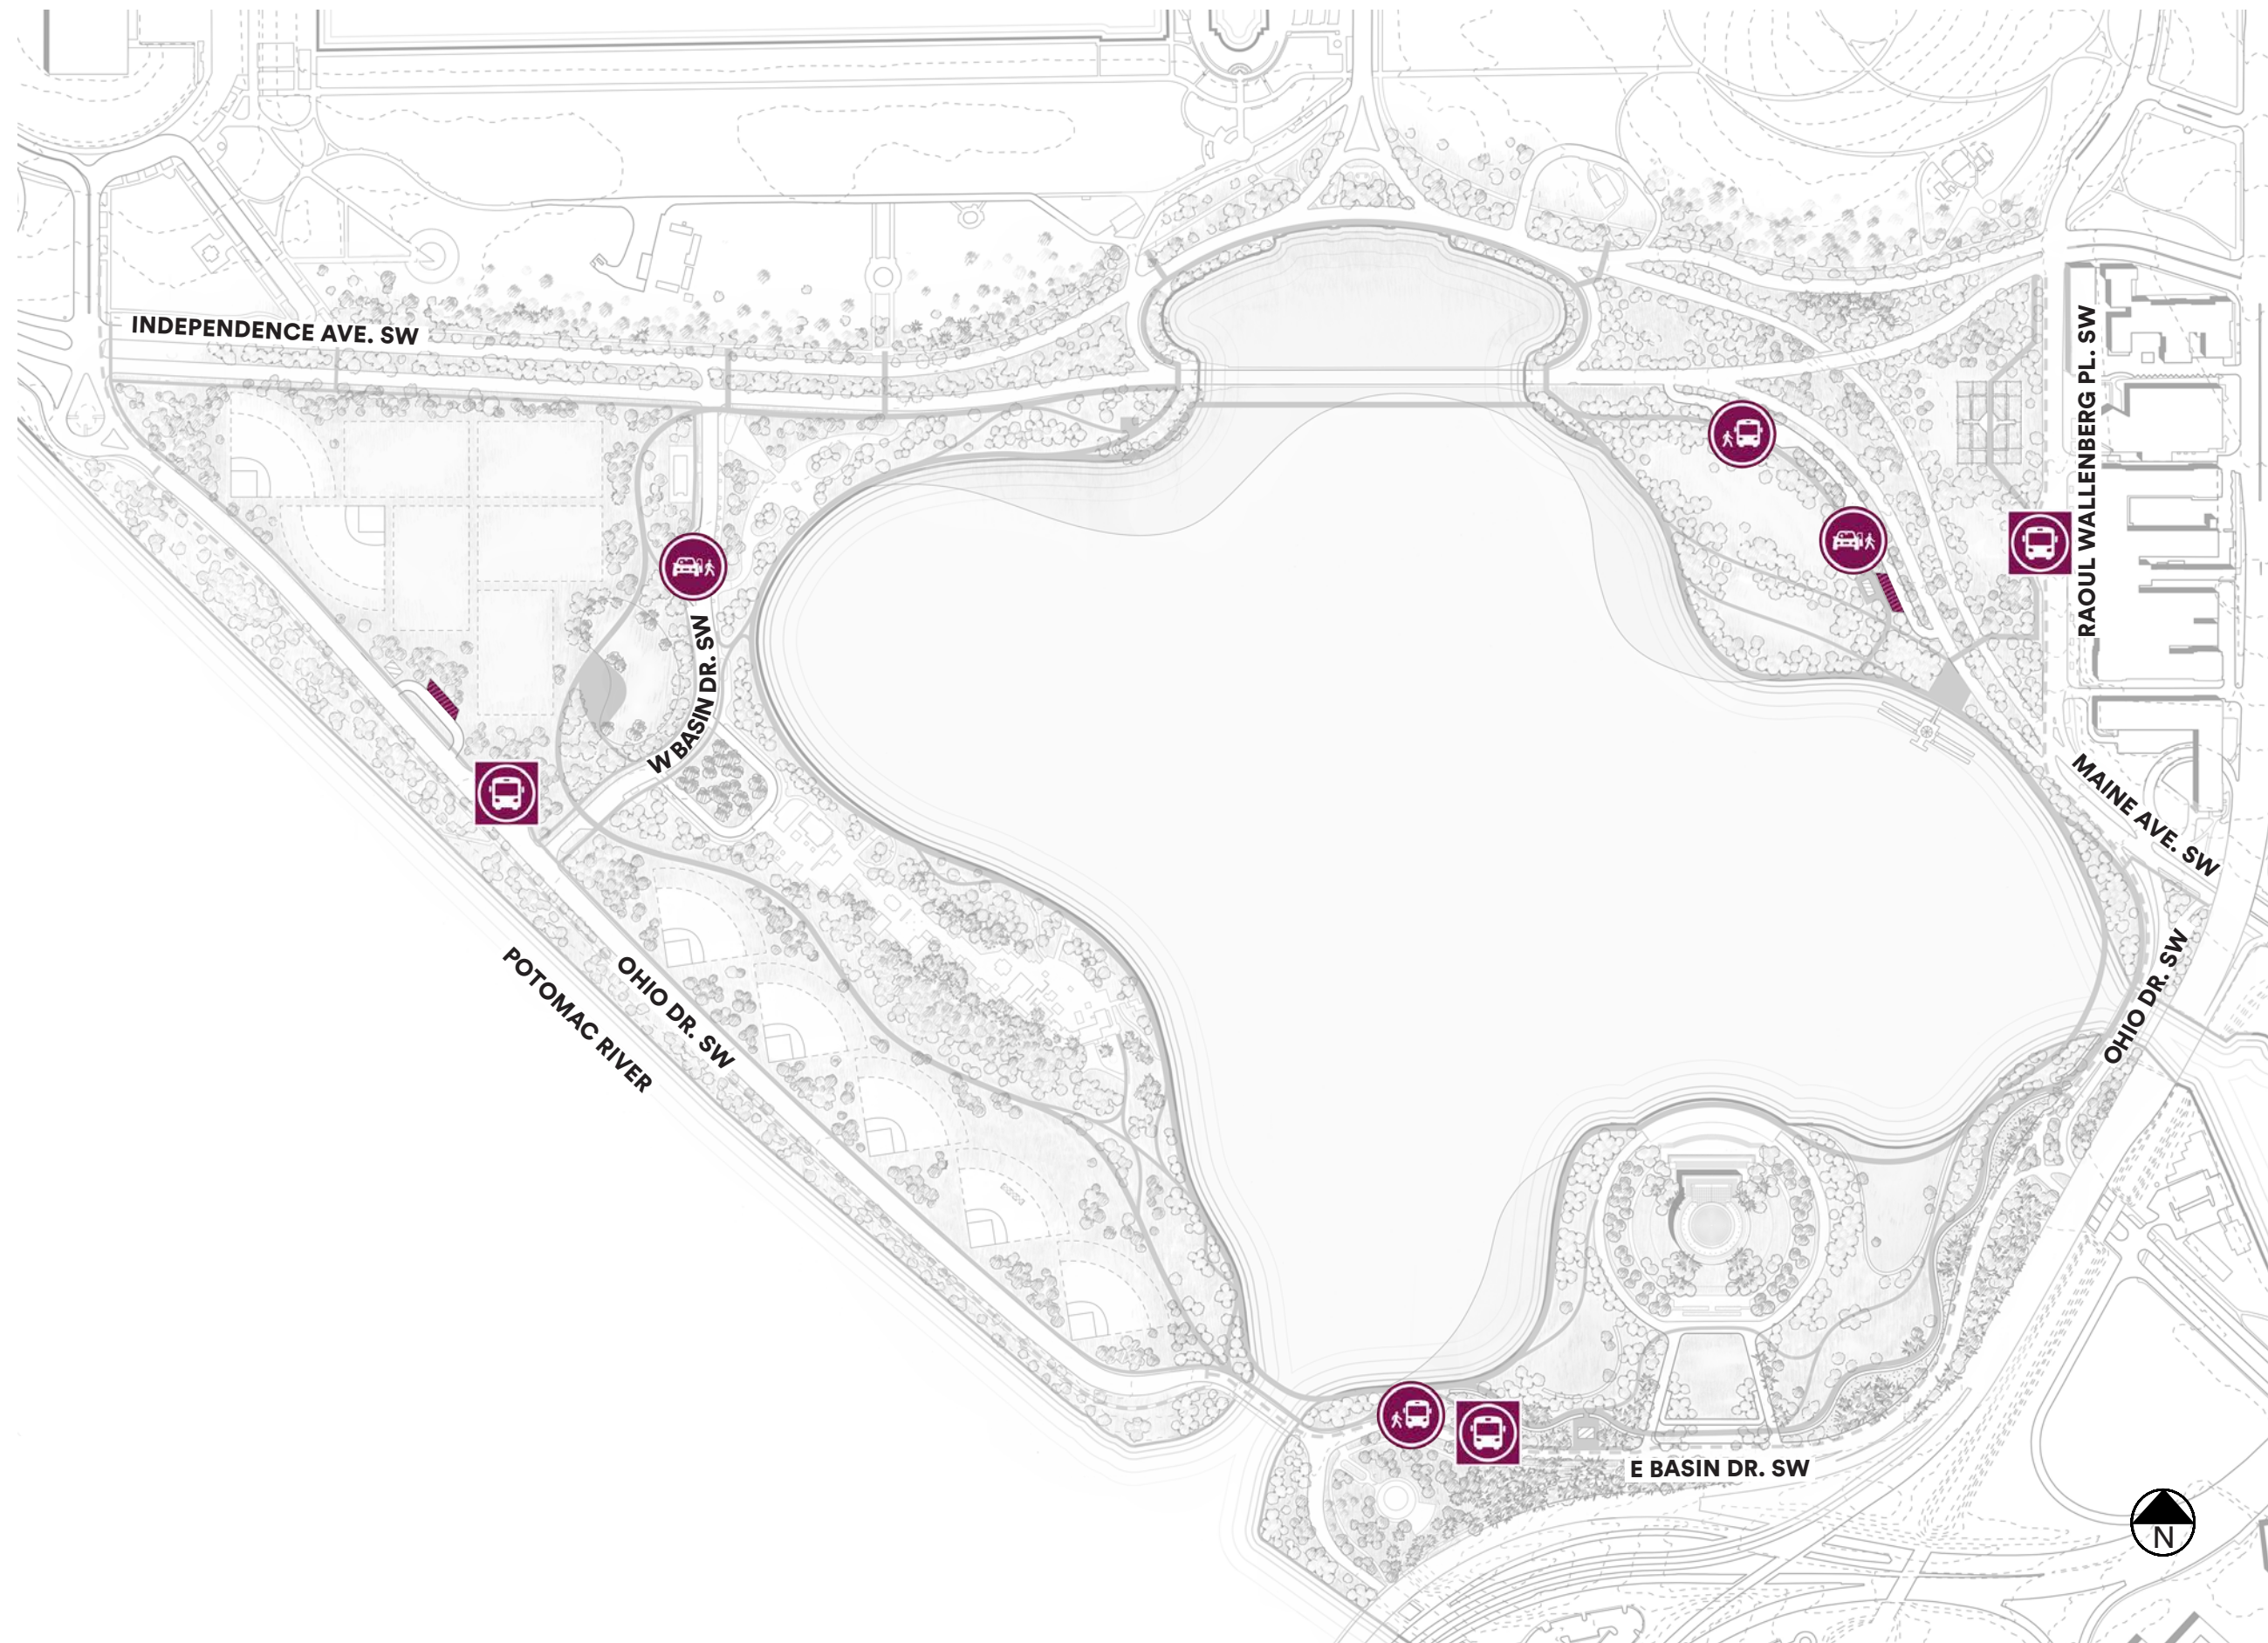 INDEPENDENCE AVE. SW
RAOUL WALLENBERG PL. SW
W BASIN DR. SW
MAINE AVE. SW
OHIO DR. SW
POTOMAC RIVER
OHIO DR. SW
E BASIN DR. SW
N